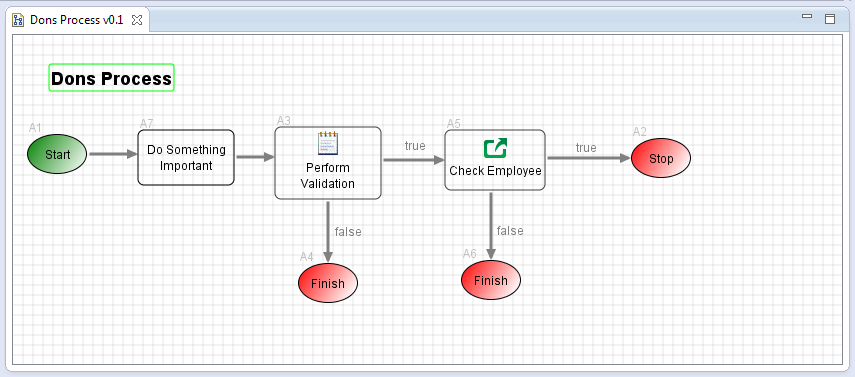 Dons Process v0.1
Dons Process
A1
Start
A7
Do Something
Important
A3
Perform
Validation
true
A5
Check Employee
true
A2
Stop
false
A4
Finish
false
A6
Finish